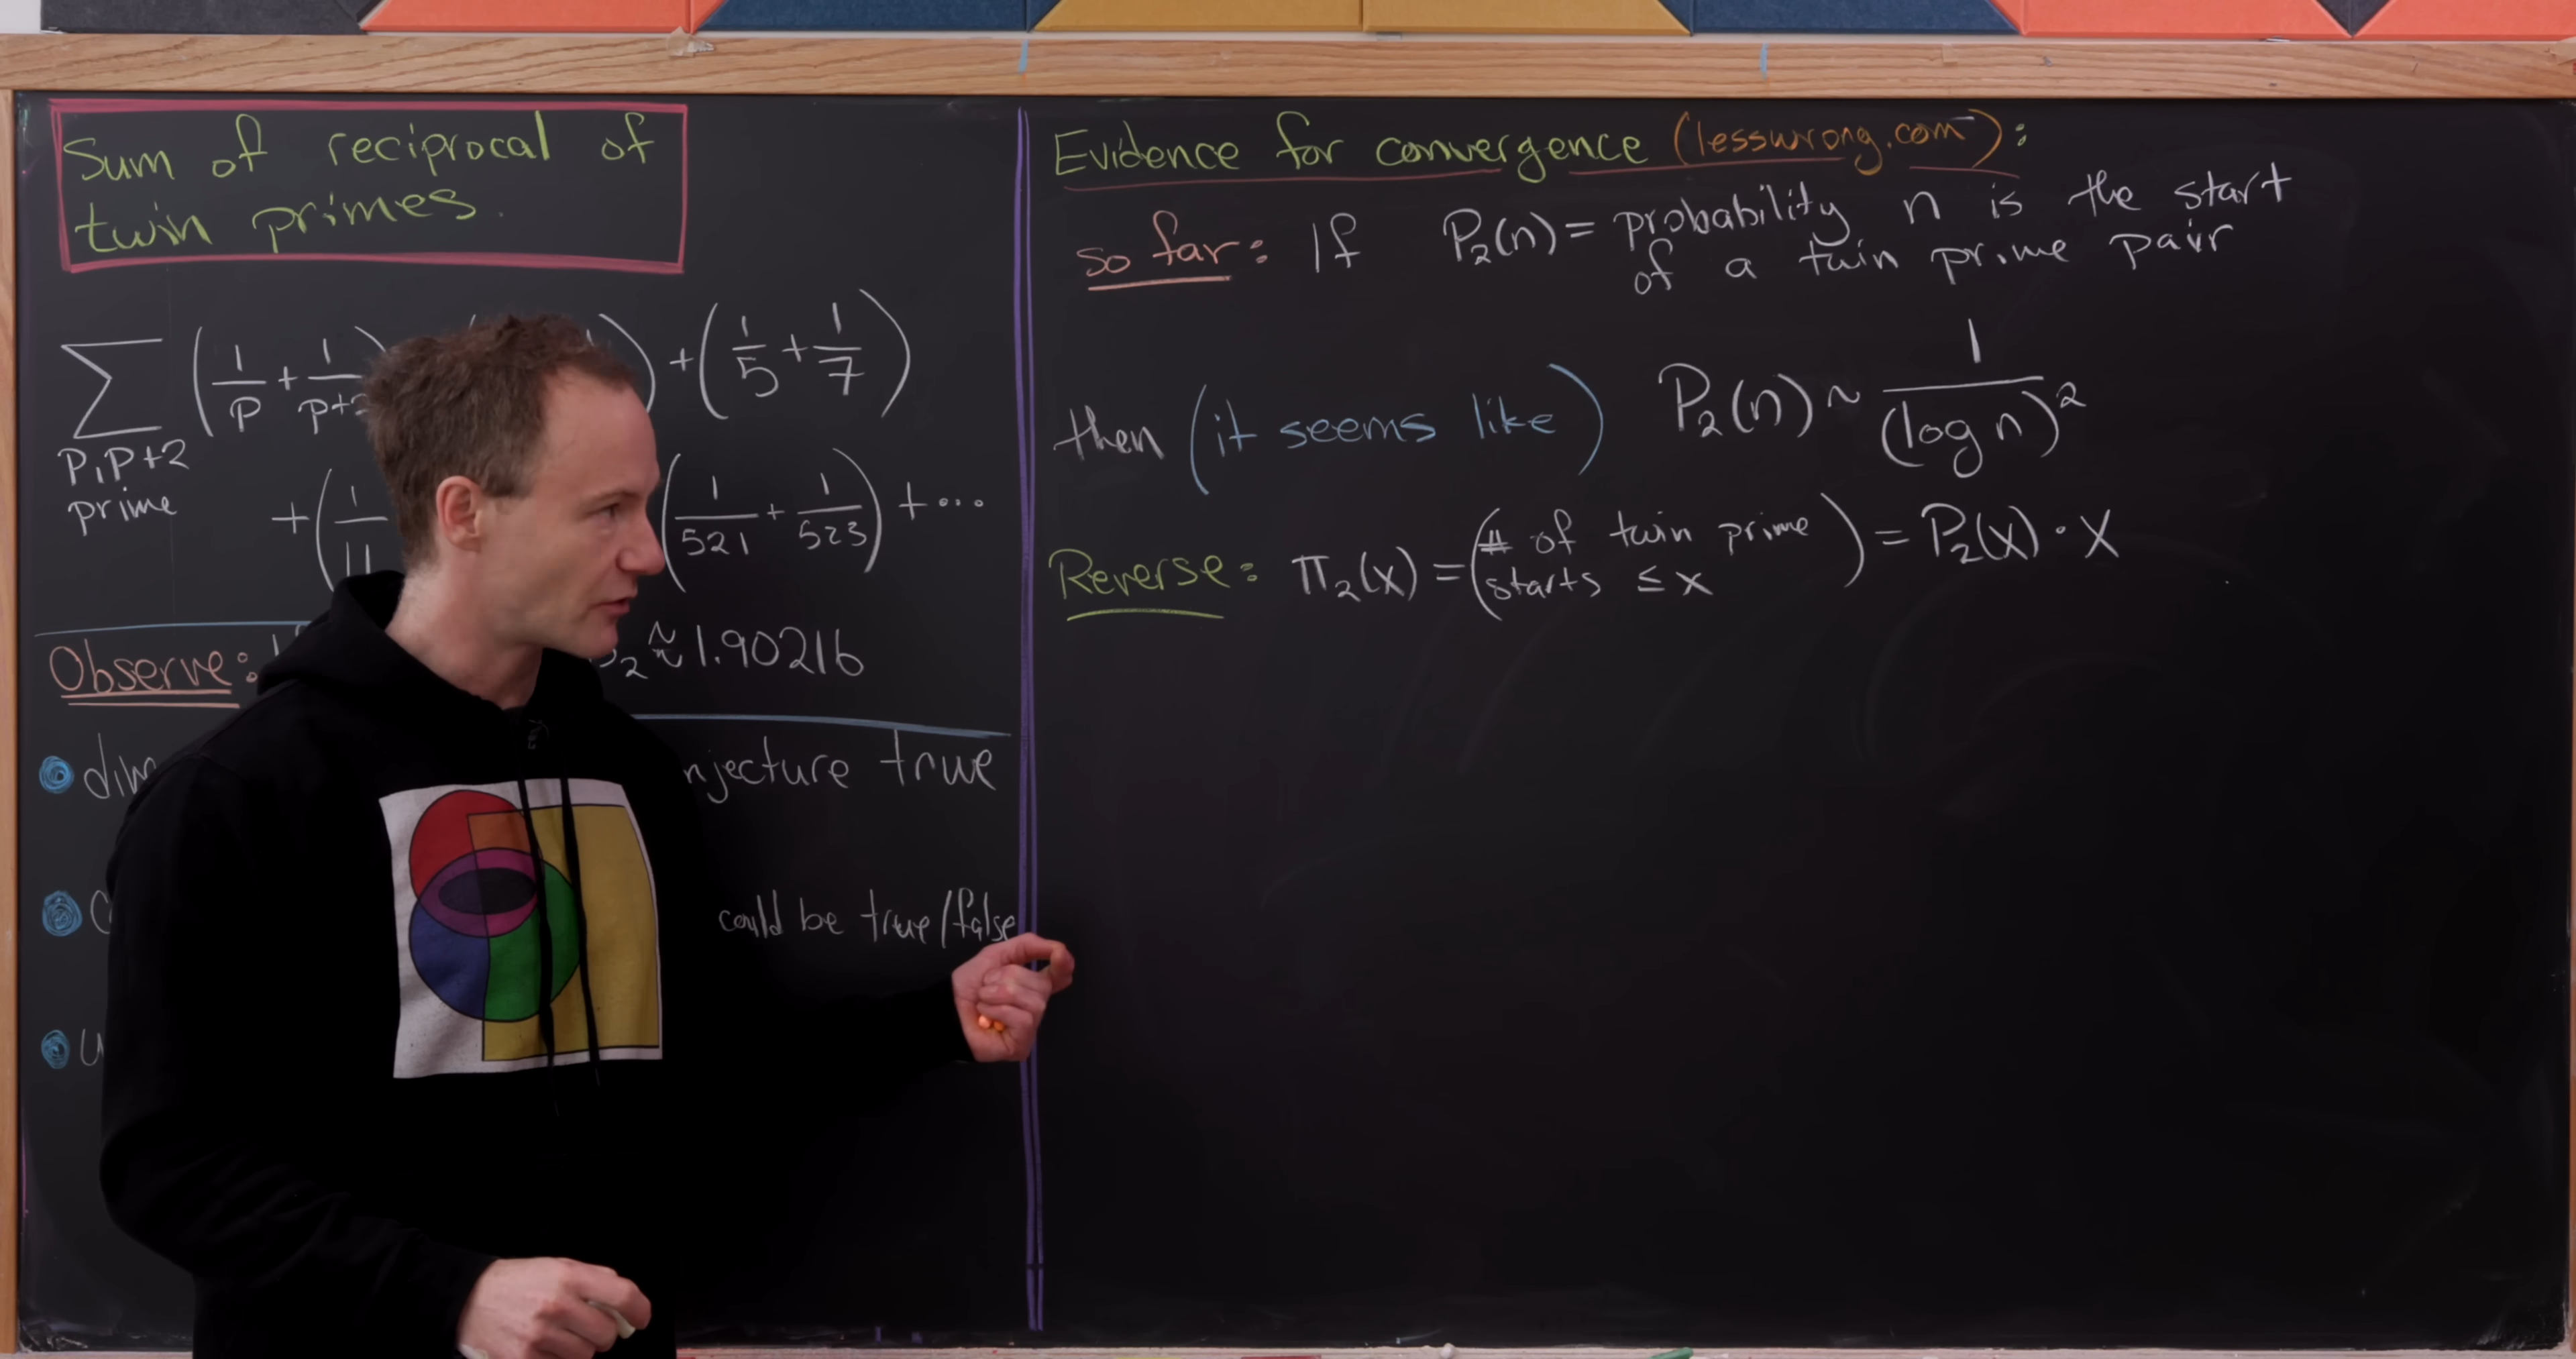 Sum of reciprocal of
twin primes.
∑ (1/p + 1/p+2) + (1/5 + 1/7)
p,p+2
prime
+(1/11 (1/521 + 1/523) + ...
Observe: 2 ≈ 1.90216
njecture true
could be true/false
Evidence for convergence (lesswrong.com):
so far: If P₂(n) = probability n is the start
of a twin prime pair
then (it seems like) P₂(n) ~ 1/(log n)²
Reverse: π₂(x) = (# of twin prime
starts ≤ x) = P₂(x) · x